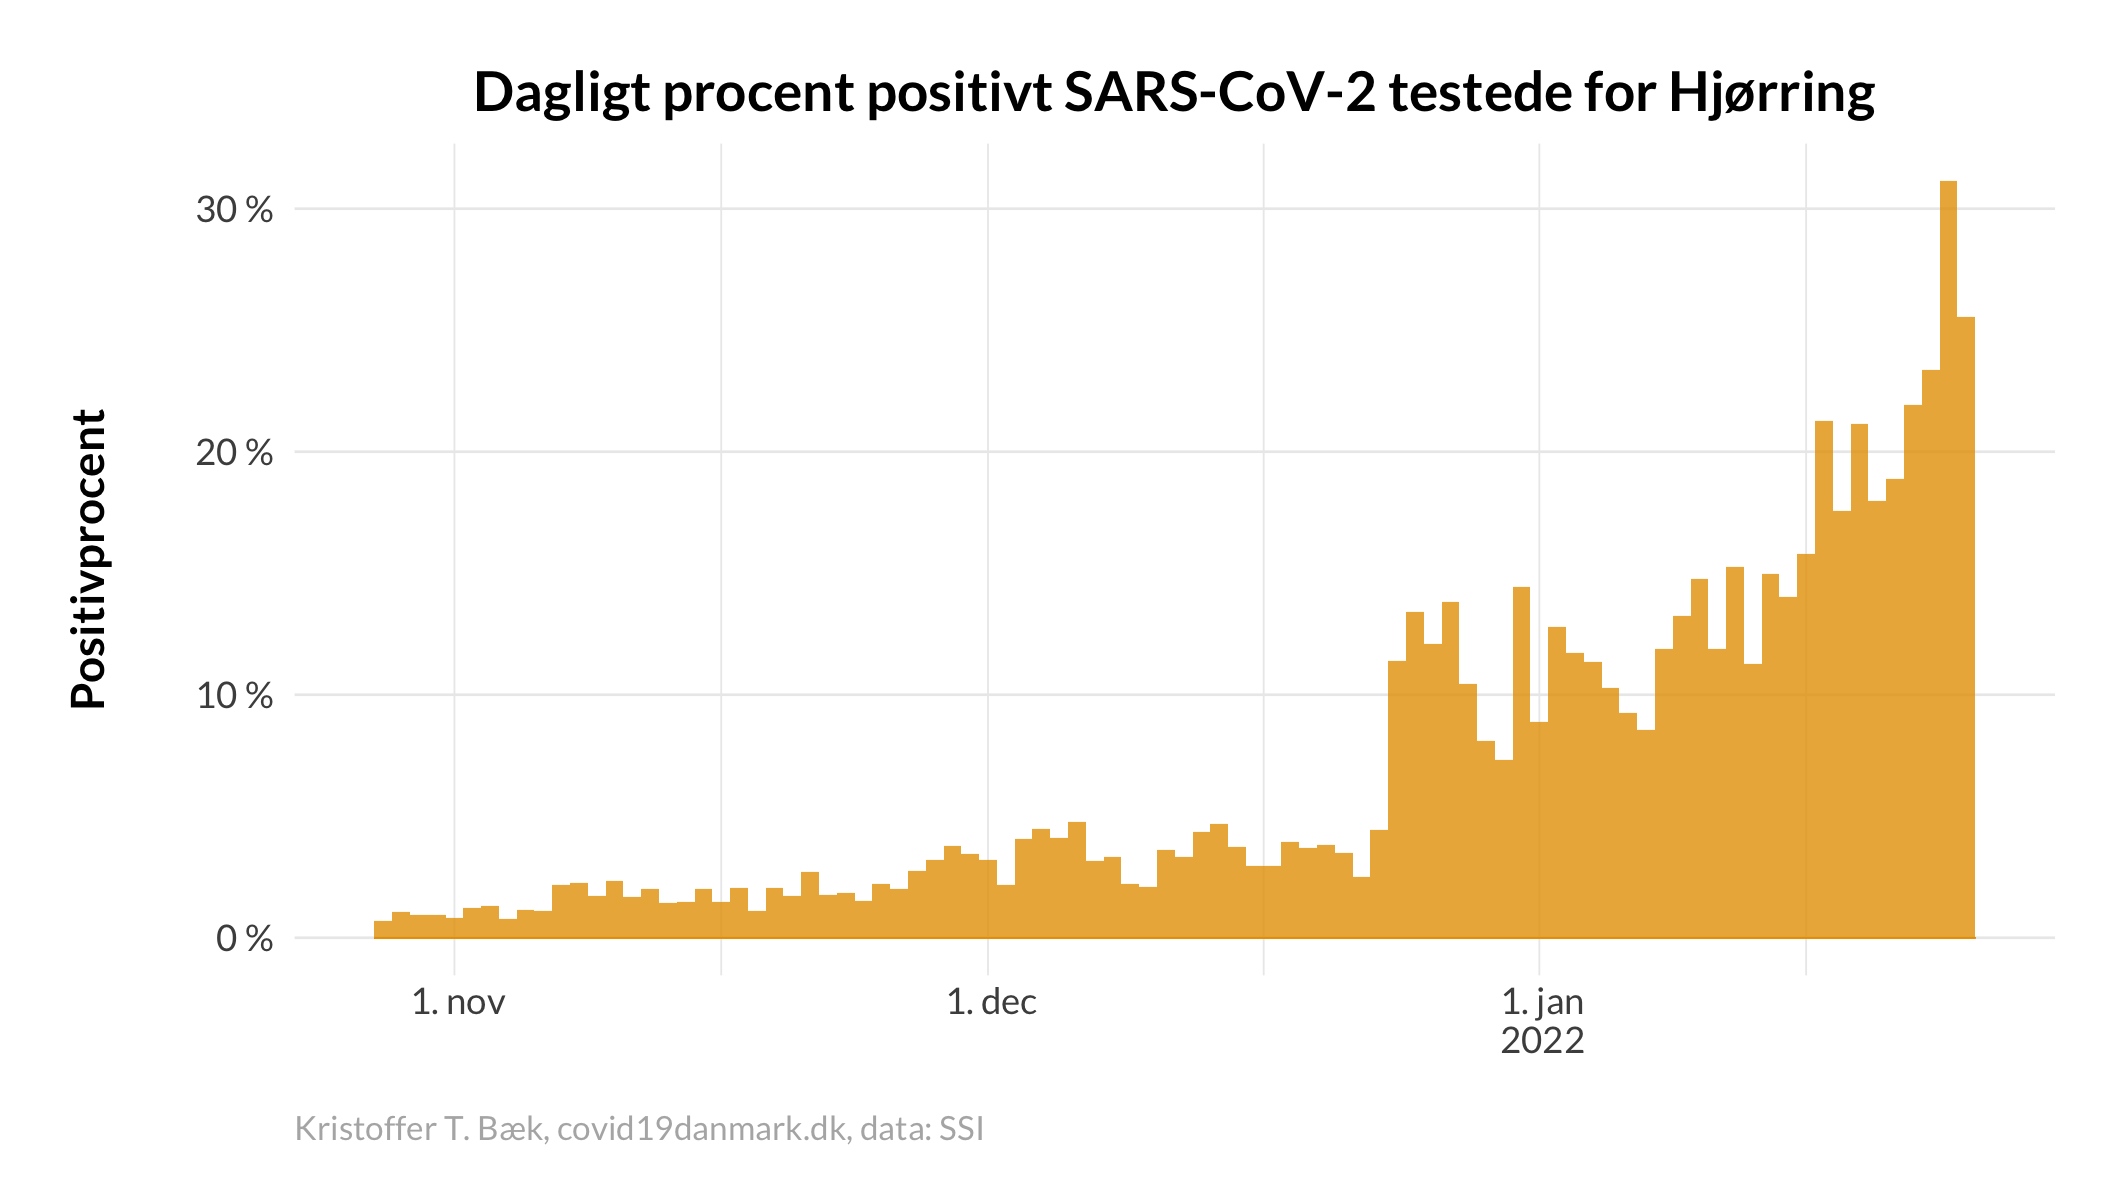 Dagligt procent positivt SARS-CoV-2 testede for Hjørring
Positivprocent
30 %
20 %
10 %
0 %
1. nov
1. dec
1. jan
2022
Kristoffer T. Bæk, covid19danmark.dk, data: SSI